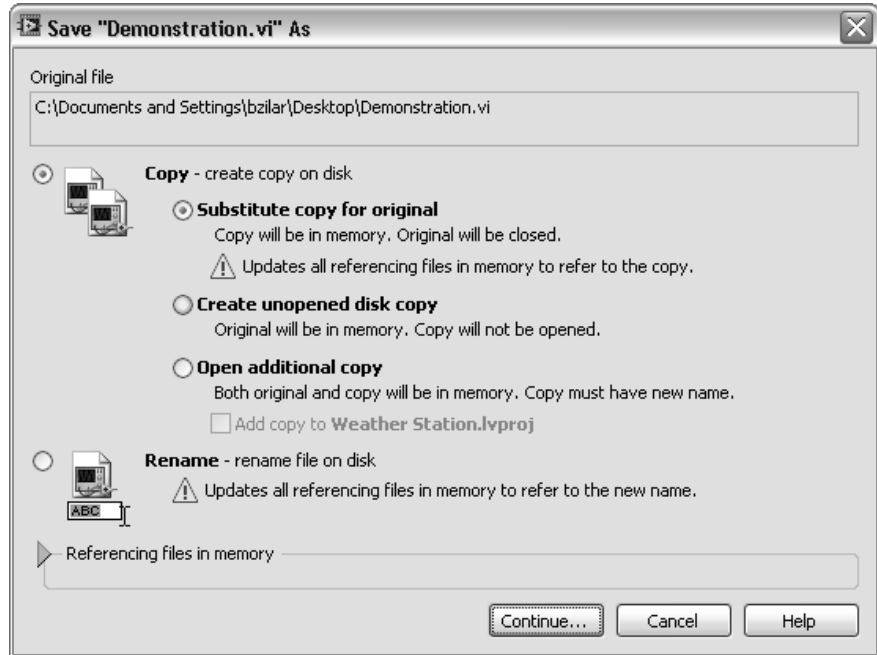 Save "Demonstration.vi" As
Original file
C:\Documents and Settings\bzilar\Desktop\Demonstration.vi
Copy - create copy on disk
Substitute copy for original
Copy will be in memory. Original will be closed.
Updates all referencing files in memory to refer to the copy.
Create unopened disk copy
Original will be in memory. Copy will not be opened.
Open additional copy
Both original and copy will be in memory. Copy must have new name.
Add copy to Weather Station.lvproj
Rename - rename file on disk
Updates all referencing files in memory to refer to the new name.
ABC
Referencing files in memory
Continue... Cancel Help